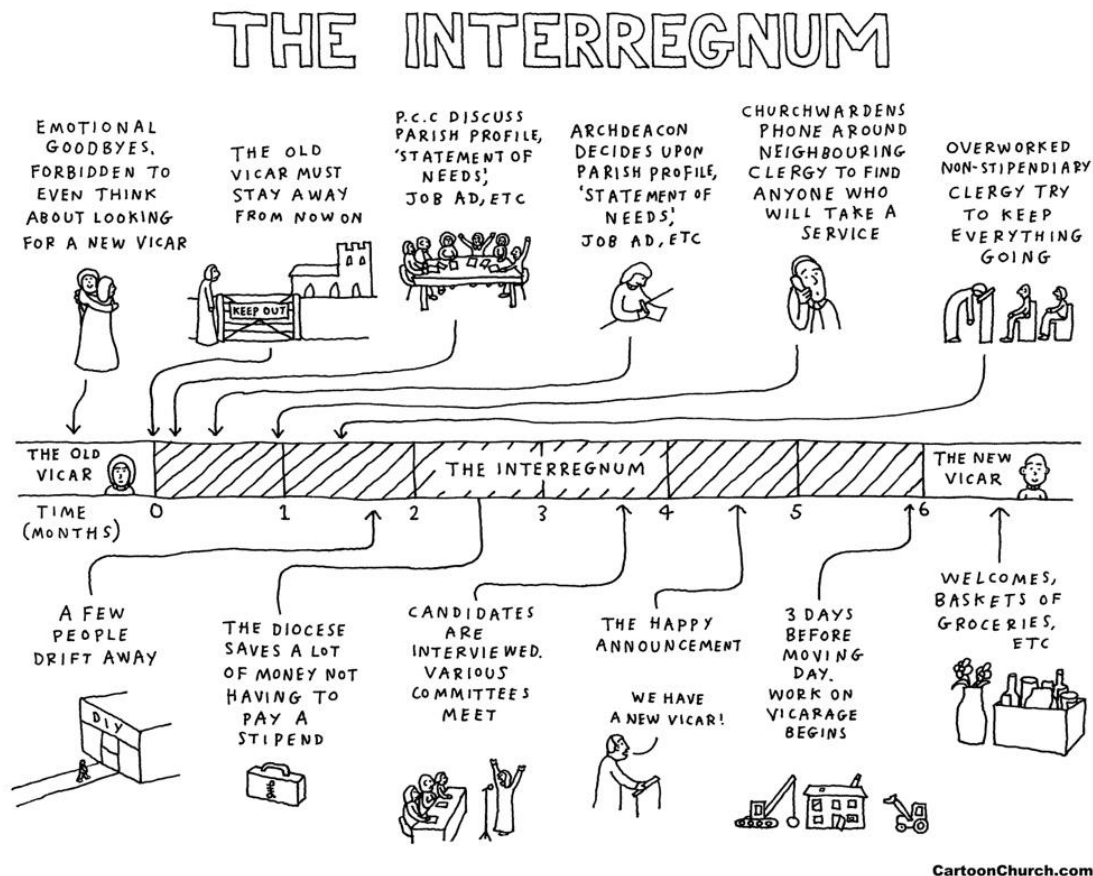 THE INTERREGNUM
EMOTIONAL
GOODBYES.
FORBIDDEN TO
EVEN THINK
ABOUT LOOKING
FOR A NEW VICAR
THE OLD
VICAR MUST
STAY AWAY
FROM NOW ON
KEEP OUT
P.C.C DISCUSS
PARISH PROFILE,
'STATEMENT OF
NEEDS',
JOB AD, ETC
ARCHDEACON
DECIDES UPON
PARISH PROFILE,
'STATEMENT OF
NEEDS',
JOB AD, ETC
CHURCHWARDENS
PHONE AROUND
NEIGHBOURING
CLERGY TO FIND
ANYONE WHO
WILL TAKE A
SERVICE
OVERWORKED
NON-STIPENDIARY
CLERGY TRY
TO KEEP
EVERYTHING
GOING
THE OLD
VICAR
THE INTERREGNUM
THE NEW
VICAR
TIME
(MONTHS)
0 1 2 3 4 5 6
A FEW
PEOPLE
DRIFT AWAY
DIY
THE DIOCESE
SAVES A LOT
OF MONEY NOT
HAVING TO
PAY A
STIPEND
CANDIDATES
ARE
INTERVIEWED.
VARIOUS
COMMITTEES
MEET
THE HAPPY
ANNOUNCEMENT
WE HAVE
A NEW VICAR!
3 DAYS
BEFORE
MOVING
DAY.
WORK ON
VICARAGE
BEGINS
WELCOMES,
BASKETS OF
GROCERIES,
ETC
CartoonChurch.com